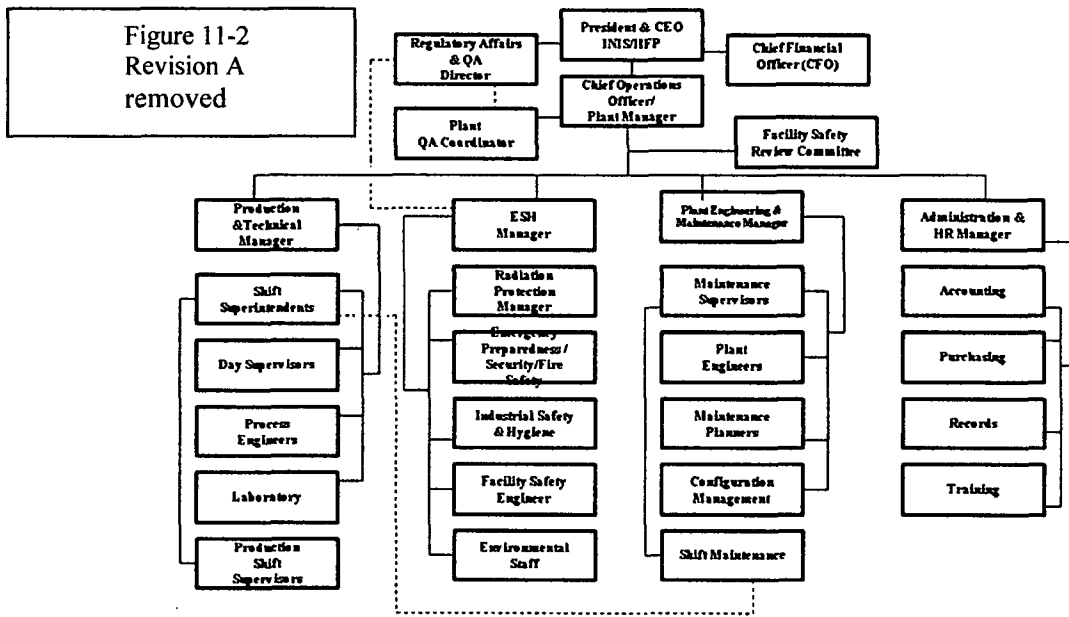 Figure 11-2
Revision A
removed
President & CEO
INIS/IIFP
Regulatory Affairs
& QA
Director
Chief Financial
Officer (CFO)
Chief Operations
Officer/
Plant Manager
Plant
QA Coordinator
Facility Safety
Review Committee
Production
&Technical
Manager
ESH
Manager
Plant Engineering &
Maintenance Manager
Administration &
HR Manager
Shift
Superintendents
Radiation
Protection
Manager
Maintenance
Supervisors
Accounting
Day Supervisors
Emergency
Preparedness/
Security/Fire
Safety
Plant
Engineers
Purchasing
Process
Engineers
Industrial Safety
& Hygiene
Maintenance
Planners
Records
Laboratory
Facility Safety
Engineer
Configuration
Management
Training
Production
Shift
Supervisors
Environmental
Staff
Shift Maintenance